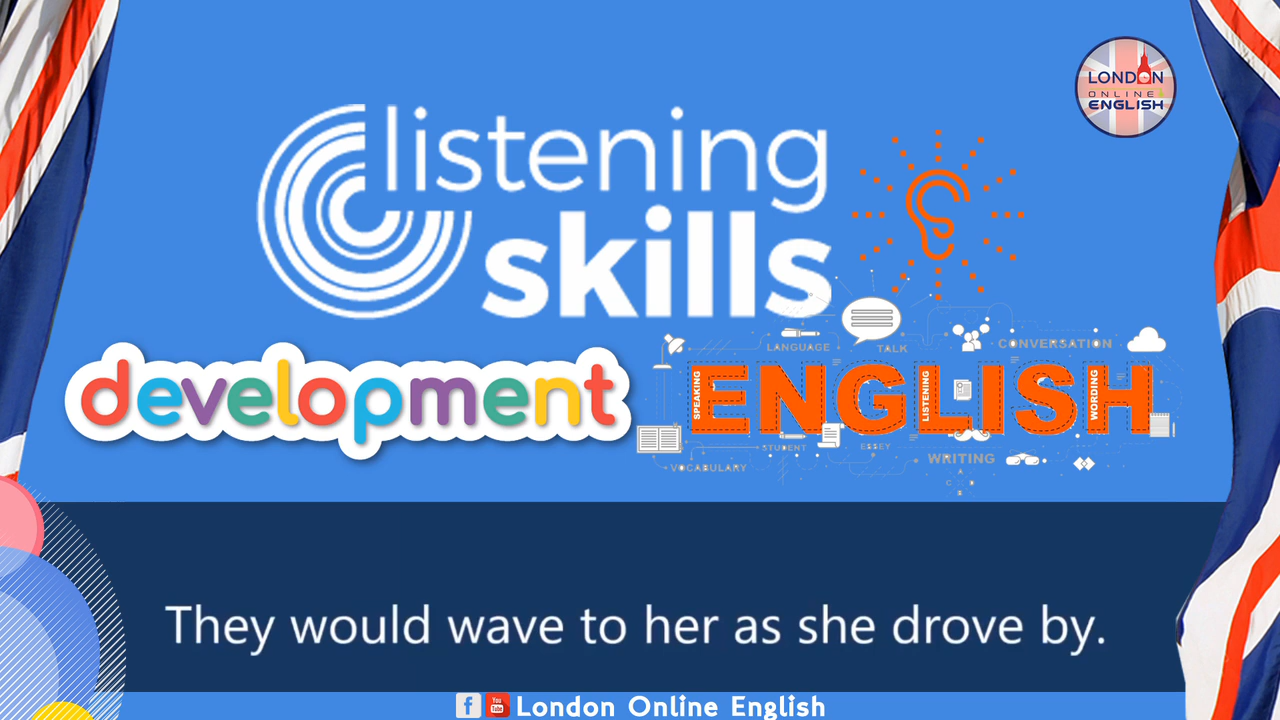 LONDON
ONLINE
ENGLISH
listening
skills
development
LANGUAGE
TALK
CONVERSATION
SPEAKING
ENGLISH
LISTENING
WORDING
STUDENT
ESSEY
WRITING
VOCABULARY
They would wave to her as she drove by.
f You Tube London Online English